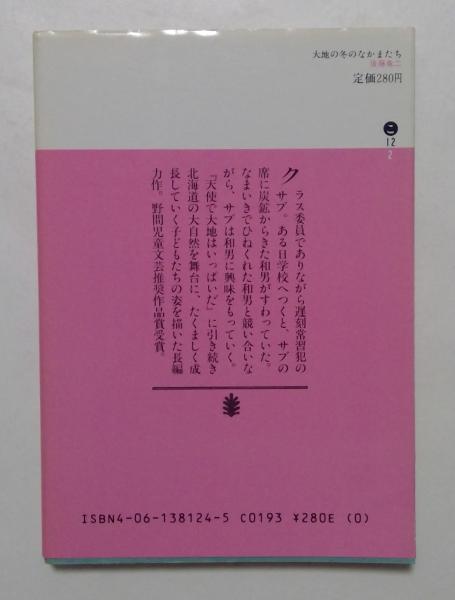 大地の冬のなかまたち
後藤竜二
定価280円
こ
12
2
クラス委員でありながら遅刻常習犯の
サブ。ある日学校へつくと、サブの
席に炭鉱からきた和男がすわっていた。
なまいきでひねくれた和男と競い合いな
がら、サブは和男に興味をもっていく。
『天使で大地はいっぱいだ』に引き続き
北海道の大自然を舞台に、たくましく成
長していく子どもたちの姿を描いた長編
力作。野間児童文芸推奨作品賞受賞。
ISBN4-06-138124-5 C0193 ¥280E (0)